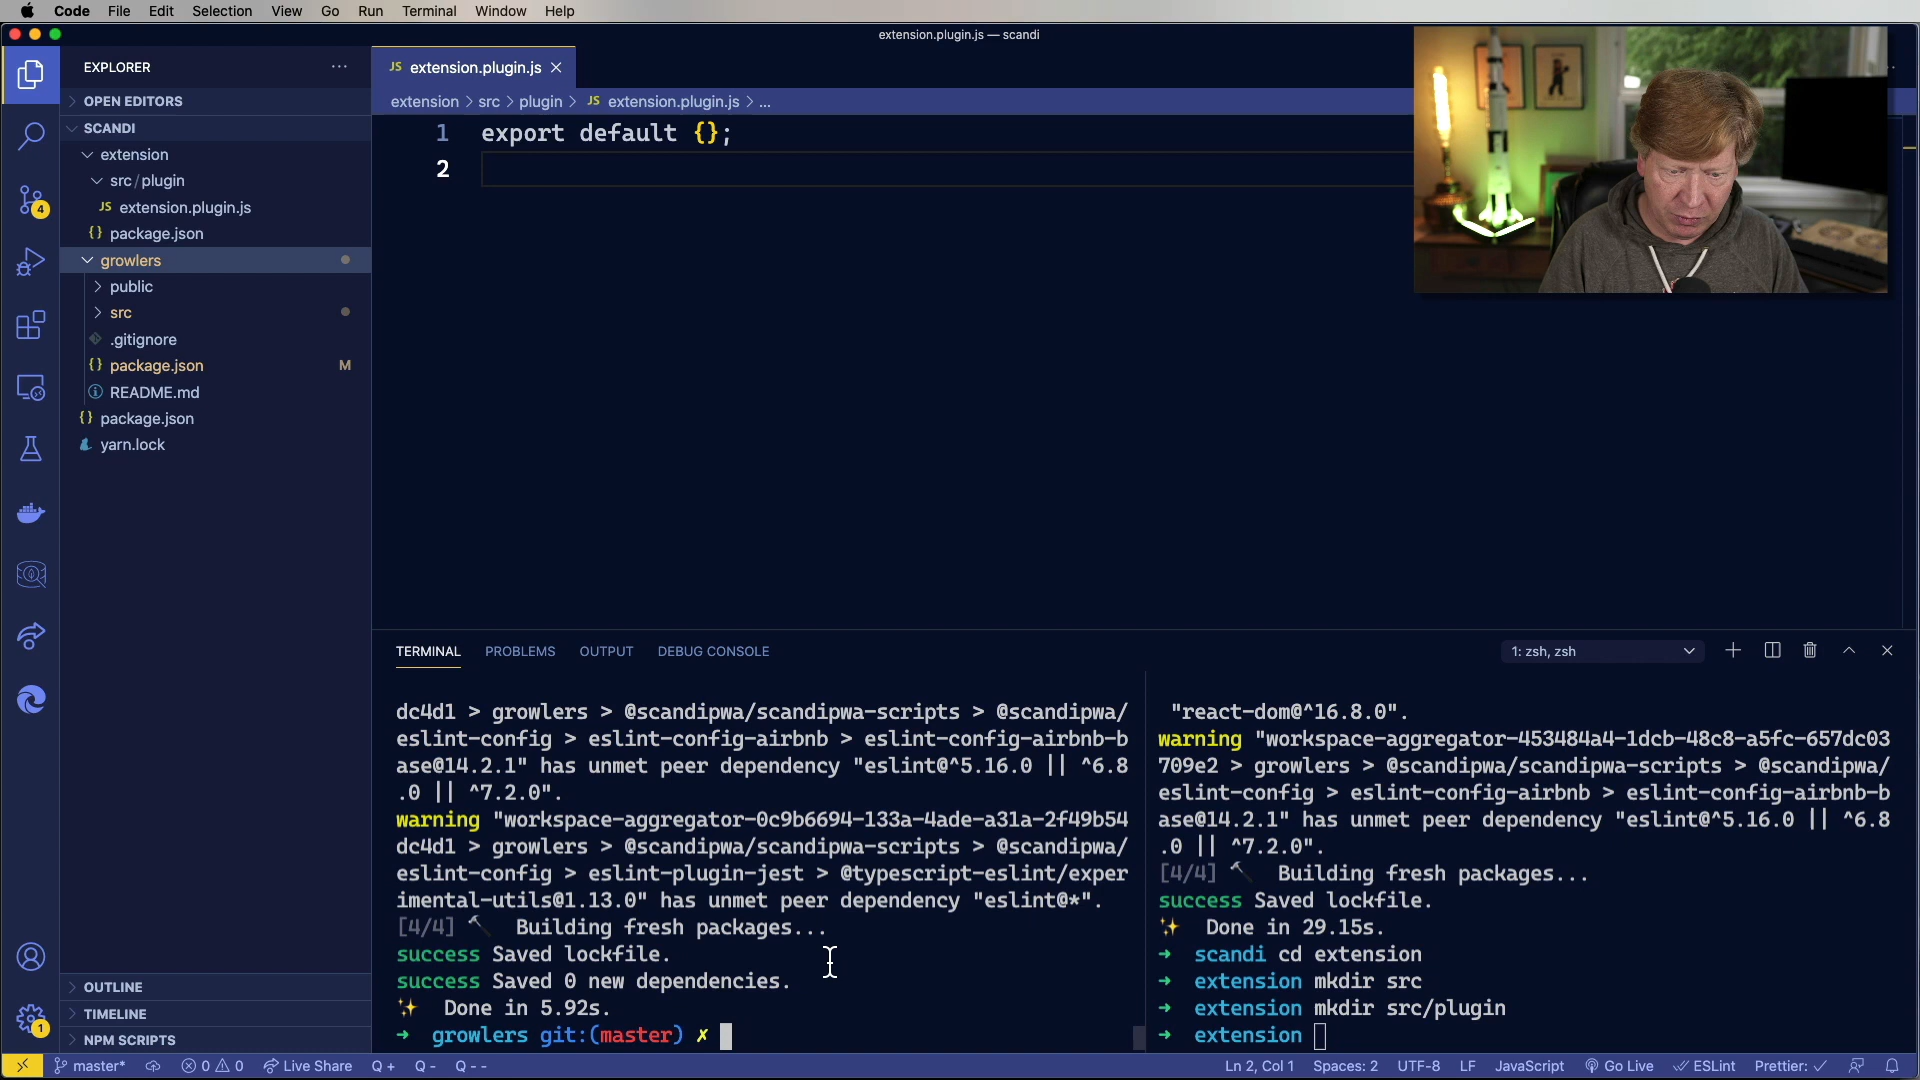 Code File Edit Selection View Go Run Terminal Window Help
extension.plugin.js — scandi
EXPLORER
OPEN EDITORS
SCANDI
extension
src / plugin
JS extension.plugin.js
{} package.json
growlers
public
src
.gitignore
{} package.json M
README.md
{} package.json
yarn.lock
OUTLINE
TIMELINE
NPM SCRIPTS
4
1
JS extension.plugin.js
extension > src > plugin > JS extension.plugin.js > ...
1 export default {};
2
TERMINAL PROBLEMS OUTPUT DEBUG CONSOLE
1: zsh, zsh
dc4d1 > growlers > @scandipwa/scandipwa-scripts > @scandipwa/
eslint-config > eslint-config-airbnb > eslint-config-airbnb-b
ase@14.2.1" has unmet peer dependency "eslint@^5.16.0 || ^6.8
.0 || ^7.2.0".
warning "workspace-aggregator-0c9b6694-133a-4ade-a31a-2f49b54
dc4d1 > growlers > @scandipwa/scandipwa-scripts > @scandipwa/
eslint-config > eslint-plugin-jest > @typescript-eslint/exper
imental-utils@1.13.0" has unmet peer dependency "eslint@*".
[4/4] 🔨 Building fresh packages...
success Saved lockfile.
success Saved 0 new dependencies.
✨ Done in 5.92s.
➜ growlers git:(master) ✗
"react-dom@^16.8.0".
warning "workspace-aggregator-453484a4-1dcb-48c8-a5fc-657dc03
709e2 > growlers > @scandipwa/scandipwa-scripts > @scandipwa/
eslint-config > eslint-config-airbnb > eslint-config-airbnb-b
ase@14.2.1" has unmet peer dependency "eslint@^5.16.0 || ^6.8
.0 || ^7.2.0".
[4/4] 🔨 Building fresh packages...
success Saved lockfile.
✨ Done in 29.15s.
➜ scandi cd extension
➜ extension mkdir src
➜ extension mkdir src/plugin
➜ extension
master* 0 0 Live Share Q + Q - Q - - Ln 2, Col 1 Spaces: 2 UTF-8 LF JavaScript Go Live ESLint Prettier: ✓